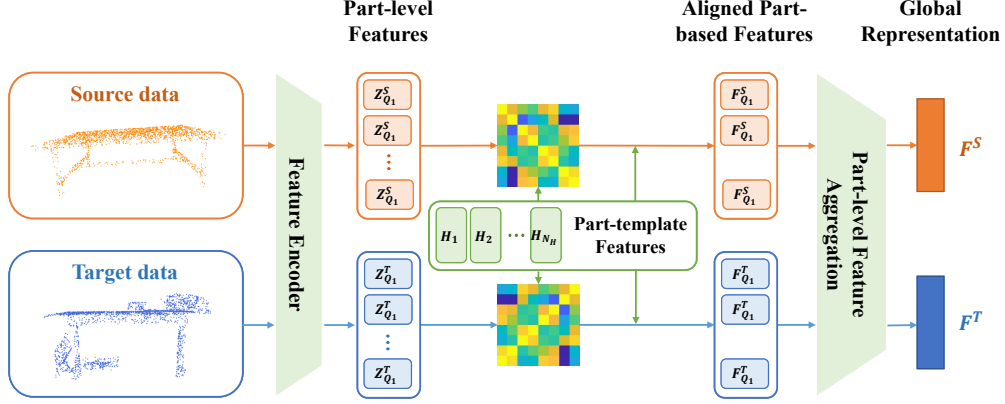 Part-level
Features
Aligned Part-
based Features
Global
Representation
Source data
Z^S_{Q_1}
Z^S_{Q_1}
⋮
Z^S_{Q_1}
F^S_{Q_1}
F^S_{Q_1}
⋮
F^S_{Q_1}
F^S
Feature Encoder
H_1
H_2
⋯
H_{N_H}
Part-template
Features
Part-level Feature
Aggregation
Target data
Z^T_{Q_1}
Z^T_{Q_1}
⋮
Z^T_{Q_1}
F^T_{Q_1}
F^T_{Q_1}
F^T_{Q_1}
F^T